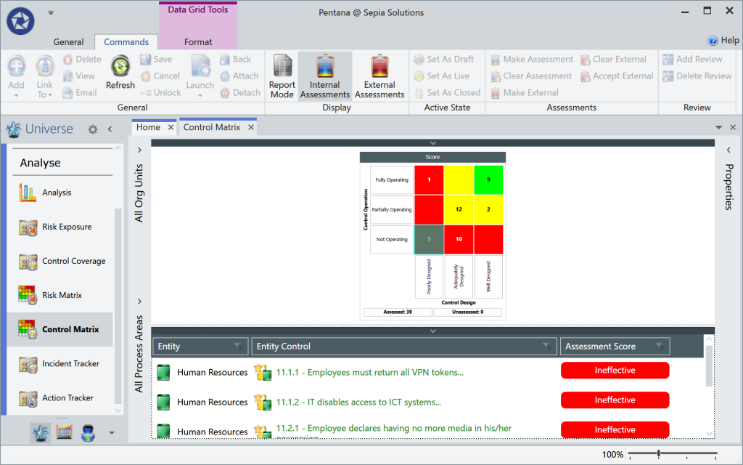 Data Grid Tools
Pentana @ Sepia Solutions
General Commands Format
Help
Add
Link To
Delete
View
Email
Refresh
Save
Cancel
Unlock
Launch
Back
Attach
Detach
General
Report Mode
Internal Assessments
External Assessments
Display
Set As Draft
Set As Live
Set As Closed
Active State
Make Assessment
Clear Assessment
Make External
Clear External
Accept External
Assessments
Add Review
Delete Review
Review
Universe
Home
Control Matrix
Analyse
Analysis
Risk Exposure
Control Coverage
Risk Matrix
Control Matrix
Incident Tracker
Action Tracker
All Org Units
All Process Areas
Properties
Score
Control Operation
Fully Operating 1 9
Partially Operating 12 2
Not Operating 5 10
Poorly Designed
Adequately Designed
Well Designed
Control Design
Assessed: 39 Unassessed: 0
Entity Entity Control Assessment Score
Human Resources 11.1.1 - Employees must return all VPN tokens... Ineffective
Human Resources 11.1.2 - IT disables access to ICT systems... Ineffective
Human Resources 11.2.1 - Employee declares having no more media in his/her Ineffective
100%